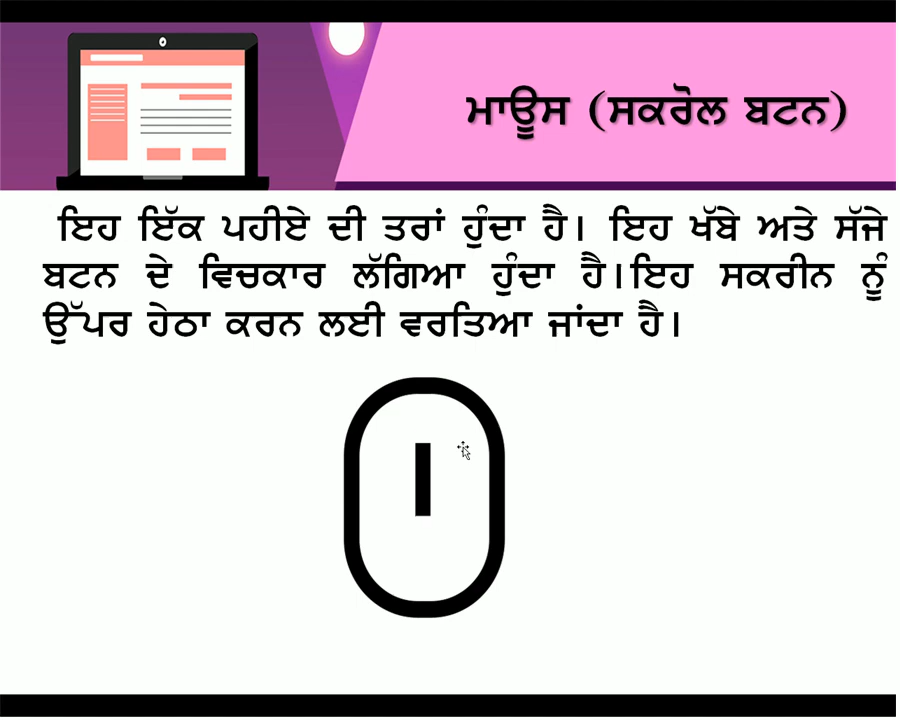 ਮਾਊਸ (ਸਕਰੋਲ ਬਟਨ)
ਇਹ ਇੱਕ ਪਹੀਏ ਦੀ ਤਰਾਂ ਹੁੰਦਾ ਹੈ। ਇਹ ਖੱਬੇ ਅਤੇ ਸੱਜੇ
ਬਟਨ ਦੇ ਵਿਚਕਾਰ ਲੱਗਿਆ ਹੁੰਦਾ ਹੈ।ਇਹ ਸਕਰੀਨ ਨੂੰ
ਉੱਪਰ ਹੇਠਾ ਕਰਨ ਲਈ ਵਰਤਿਆ ਜਾਂਦਾ ਹੈ।